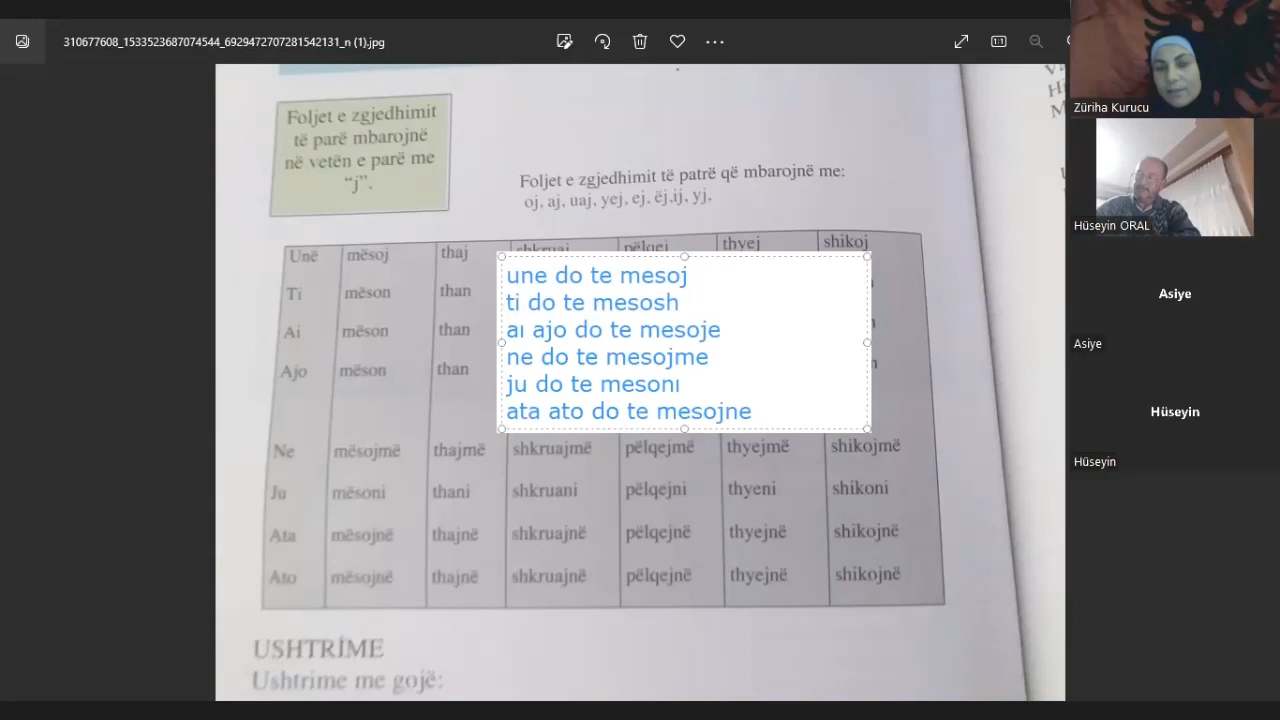 310677608_1533523687074544_6929472707281542131_n (1).jpg
Foljet e zgjedhimit
të parë mbarojnë
në vetën e parë me
“j”.
Foljet e zgjedhimit të patrë që mbarojnë me:
oj, aj, uaj, yej, ej, ëj.ij, yj,
Unë mësoj thaj shkruaj pëlqej thyej shikoj
Ti mëson than
Ai mëson than
Ajo mëson than
une do te mesoj
ti do te mesosh
aı ajo do te mesoje
ne do te mesojme
ju do te mesonı
ata ato do te mesojne
Ne mësojmë thajmë shkruajmë pëlqejmë thyejmë shikojmë
Ju mësoni thani shkruani pëlqejni thyeni shikoni
Ata mësojnë thajnë shkruajnë pëlqejnë thyejnë shikojnë
Ato mësojnë thajnë shkruajnë pëlqejnë thyejnë shikojnë
USHTRİME
Ushtrime me gojë:
Züriha Kurucu
Hüseyin ORAL
Asiye
Asiye
Hüseyin
Hüseyin